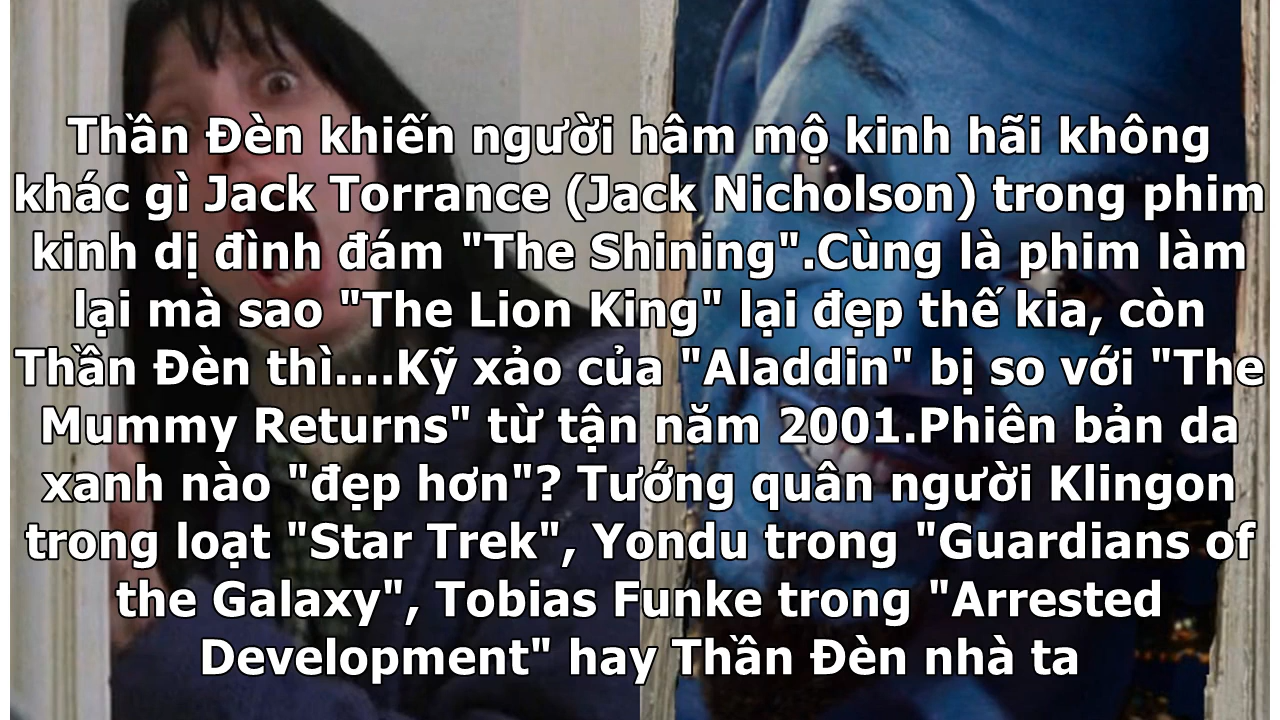 Thần Đèn khiến người hâm mộ kinh hãi không
khác gì Jack Torrance (Jack Nicholson) trong phim
kinh dị đình đám "The Shining".Cùng là phim làm
lại mà sao "The Lion King" lại đẹp thế kia, còn
Thần Đèn thì....Kỹ xảo của "Aladdin" bị so với "The
Mummy Returns" từ tận năm 2001.Phiên bản da
xanh nào "đẹp hơn"? Tướng quân người Klingon
trong loạt "Star Trek", Yondu trong "Guardians of
the Galaxy", Tobias Funke trong "Arrested
Development" hay Thần Đèn nhà ta